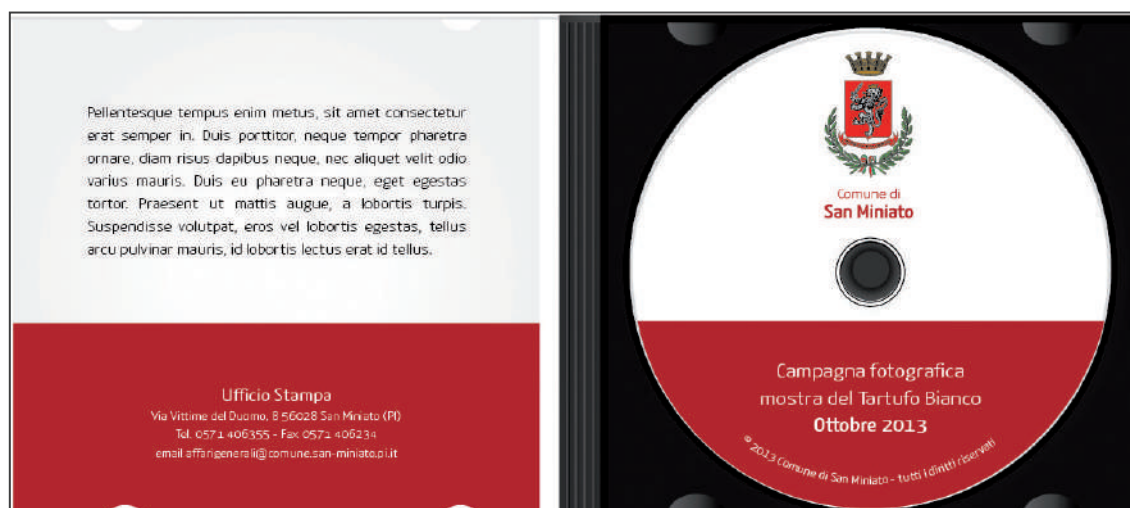 Pellentesque tempus enim metus, sit amet consectetur
erat semper in. Duis porttitor, neque tempor pharetra
ornare, diam risus dapibus neque, nec aliquet velit odio
varius mauris. Duis eu pharetra neque, eget egestas
tortor. Praesent ut mattis augue, a lobortis turpis.
Suspendisse volutpat, eros vel lobortis egestas, tellus
arcu pulvinar mauris, id lobortis lectus erat id tellus.
Ufficio Stampa
Via Vittime del Duomo, 8 56028 San Miniato (PI)
Tel. 0571 406355 - Fax 0571 406234
email affarigenerali@comune.san-miniato.pi.it
Comune di
San Miniato
Campagna fotografica
mostra del Tartufo Bianco
Ottobre 2013
© 2013 Comune di San Miniato - tutti i diritti riservati